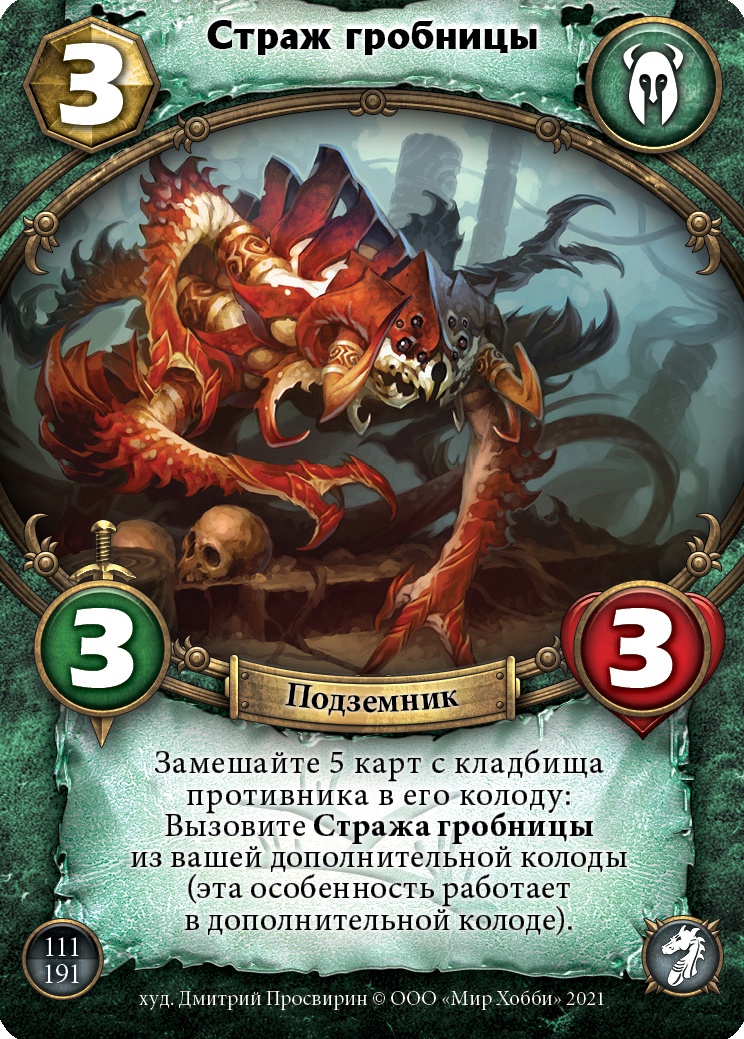 Страж гробницы
3
3
3
Подземник
Замешайте 5 карт с кладбища
противника в его колоду:
Вызовите Стража гробницы
из вашей дополнительной колоды
(эта особенность работает
в дополнительной колоде).
111
191
худ. Дмитрий Просвирин © ООО «Мир Хобби» 2021